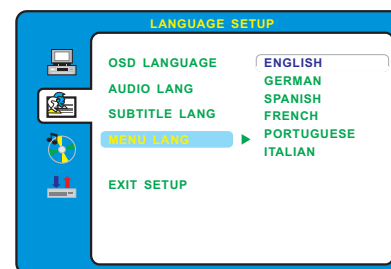 LANGUAGE SETUP
OSD LANGUAGE
AUDIO LANG
SUBTITLE LANG
MENU LANG
EXIT SETUP
ENGLISH
GERMAN
SPANISH
FRENCH
PORTUGUESE
ITALIAN